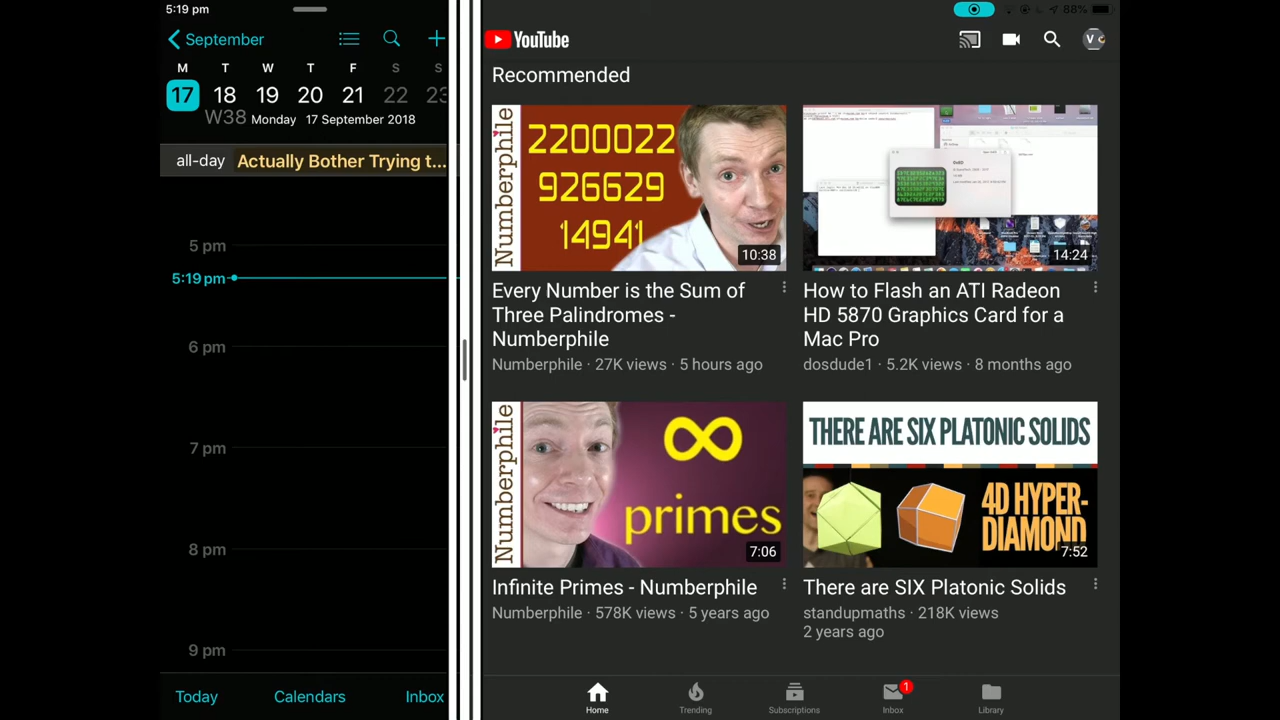 5:19 pm
September
M T W T F S S
17 18 19 20 21 22 23
W38 Monday 17 September 2018
all-day Actually Bother Trying t...
5 pm
5:19 pm
6 pm
7 pm
8 pm
9 pm
Today Calendars Inbox
88%
YouTube
V
Recommended
Numberphile
2200022
926629
14941
10:38
14:24
Every Number is the Sum of
Three Palindromes -
Numberphile
Numberphile · 27K views · 5 hours ago
How to Flash an ATI Radeon
HD 5870 Graphics Card for a
Mac Pro
dosdude1 · 5.2K views · 8 months ago
Numberphile
∞
primes
7:06
THERE ARE SIX PLATONIC SOLIDS
4D HYPER-
DIAMOND
7:52
Infinite Primes - Numberphile
Numberphile · 578K views · 5 years ago
There are SIX Platonic Solids
standupmaths · 218K views
2 years ago
1
Home Trending Subscriptions Inbox Library